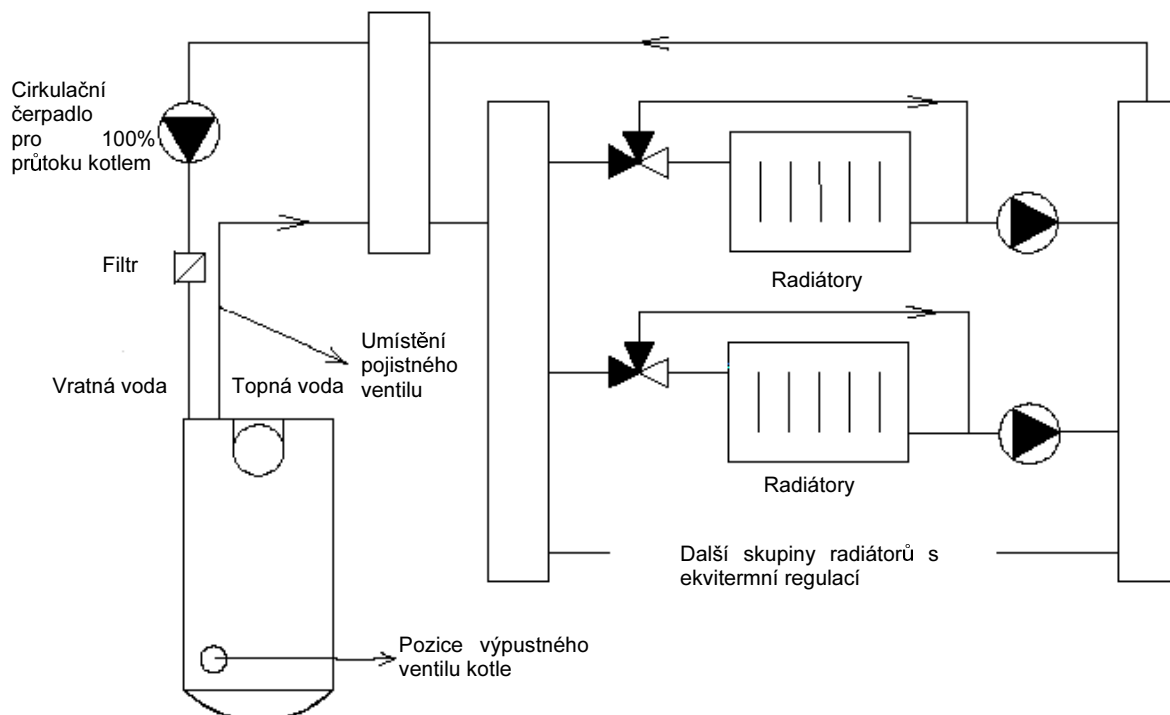 Cirkulační
čerpadlo
pro 100%
průtoku kotlem
Filtr
Radiátory
Umístění
pojistného
ventilu
Vratná voda
Topná voda
Radiátory
Další skupiny radiátorů s
ekvitermní regulací
Pozice výpustného
ventilu kotle